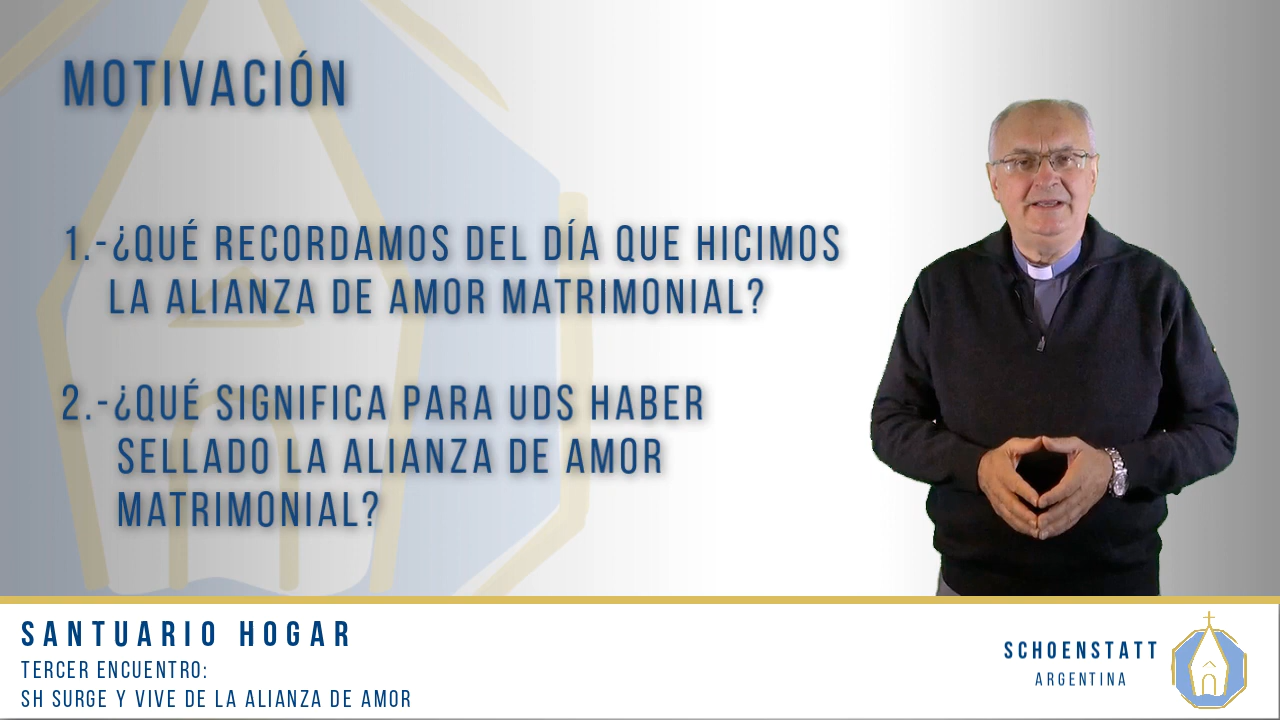 MOTIVACIÓN
1.-¿QUÉ RECORDAMOS DEL DÍA QUE HICIMOS
LA ALIANZA DE AMOR MATRIMONIAL?
2.-¿QUÉ SIGNIFICA PARA UDS HABER
SELLADO LA ALIANZA DE AMOR
MATRIMONIAL?
SANTUARIO HOGAR
TERCER ENCUENTRO:
SH SURGE Y VIVE DE LA ALIANZA DE AMOR
SCHOENSTATT
ARGENTINA